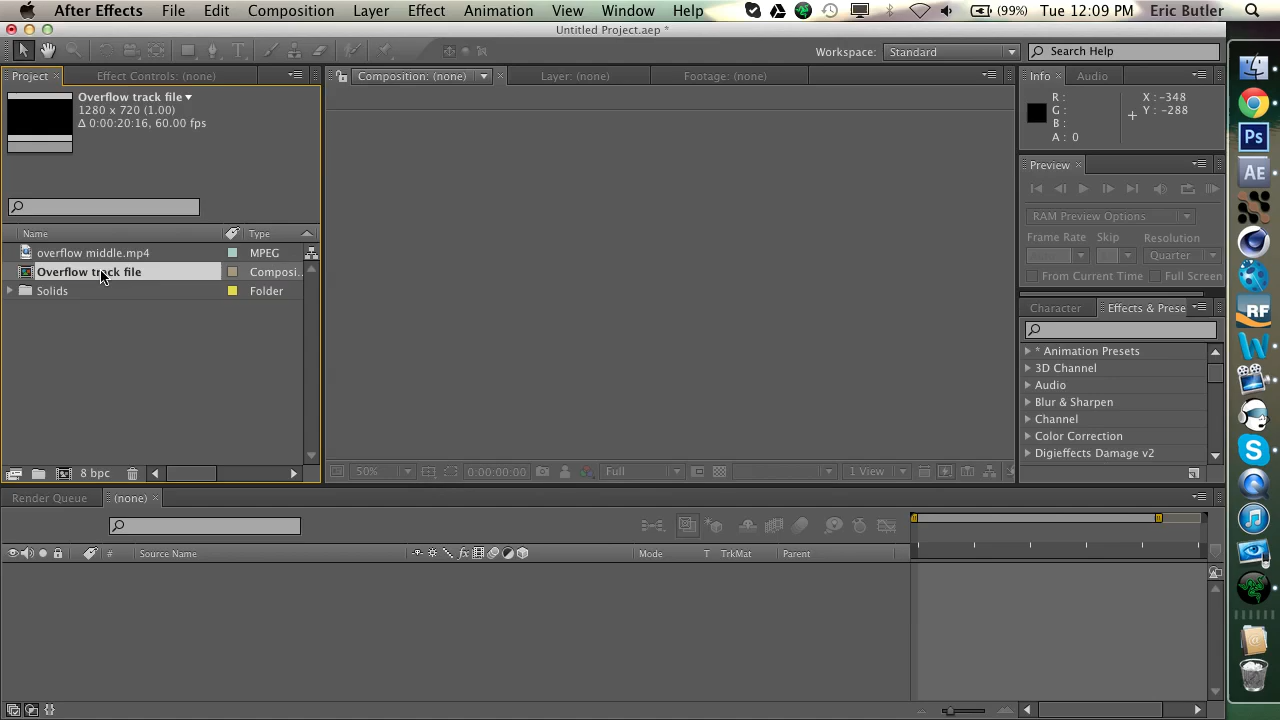 After Effects File Edit Composition Layer Effect Animation View Window Help (99%) Tue 12:09 PM Eric Butler
Untitled Project.aep *
Workspace: Standard Search Help
Project Effect Controls: (none) Composition: (none) Layer: (none) Footage: (none) Info Audio
Overflow track file
1280 x 720 (1.00)
Δ 0:00:20:16, 60.00 fps
R :
G :
B :
A : 0
X : -348
Y : -288
Preview
RAM Preview Options
Frame Rate Skip Resolution
Quarter
From Current Time Full Screen
Name Type
overflow middle.mp4 MPEG
Overflow track file Composi..
Solids Folder
Character Effects & Prese
* Animation Presets
3D Channel
Audio
Blur & Sharpen
Channel
Color Correction
Digieffects Damage v2
8 bpc
50% 0:00:00:00 Full 1 View
Render Queue (none)
# Source Name Mode T TrkMat Parent
Ps
AE
RF
W
S